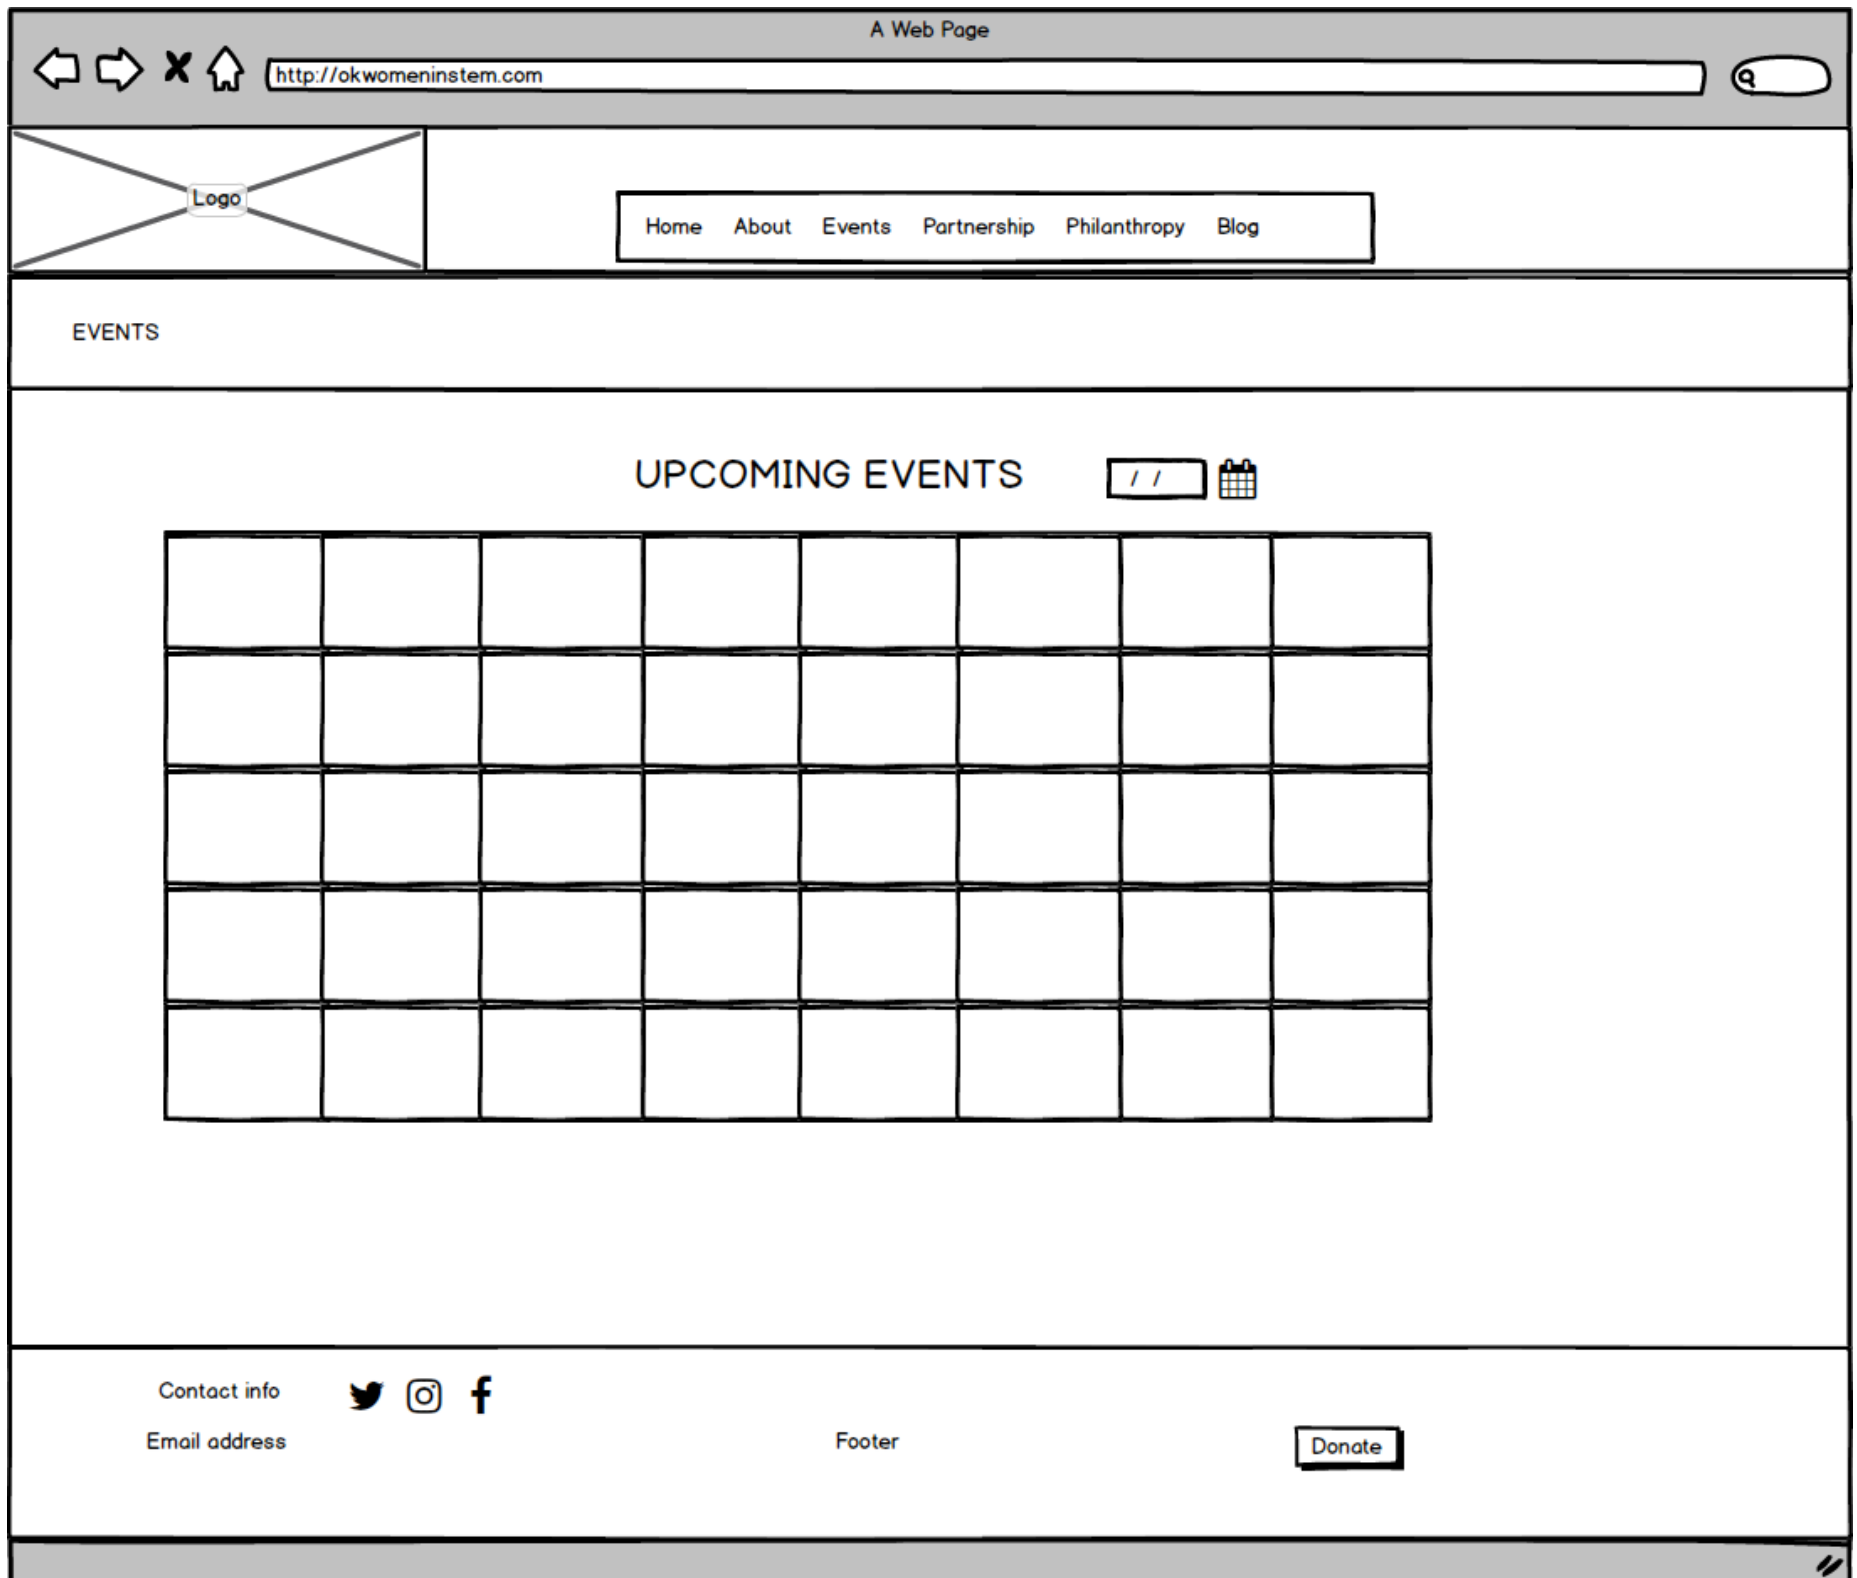 A Web Page
http://okwomeninstem.com
Logo
Home About Events Partnership Philanthropy Blog
EVENTS
UPCOMING EVENTS / /
Contact info
Email address Footer Donate